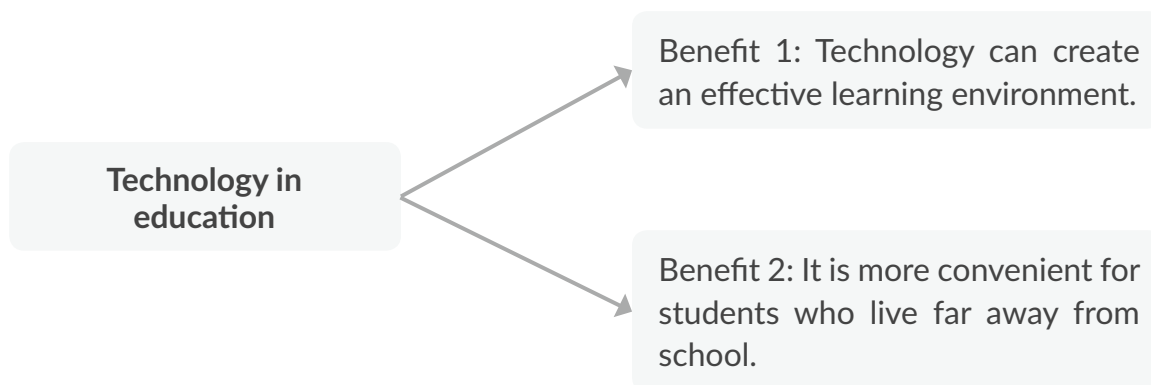 Technology in
education
Benefit 1: Technology can create
an effective learning environment.
Benefit 2: It is more convenient for
students who live far away from
school.